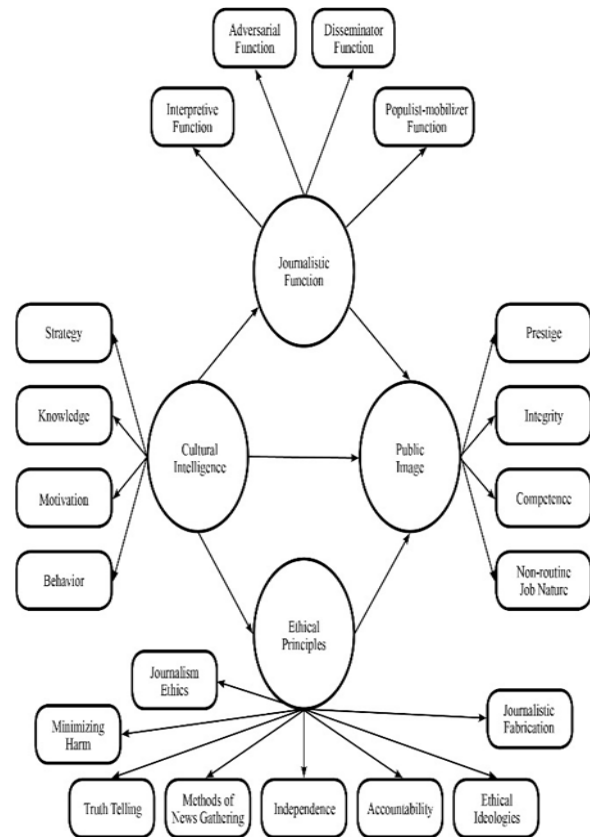 Adversarial
Function
Disseminator
Function
Interpretive
Function
Populist-mobilizer
Function
Journalistic
Function
Strategy
Knowledge
Motivation
Behavior
Cultural
Intelligence
Public
Image
Prestige
Integrity
Competence
Non-routine
Job Nature
Ethical
Principles
Journalism
Ethics
Minimizing
Harm
Truth Telling
Methods of
News Gathering
Independence
Accountability
Ethical
Ideologies
Journalistic
Fabrication